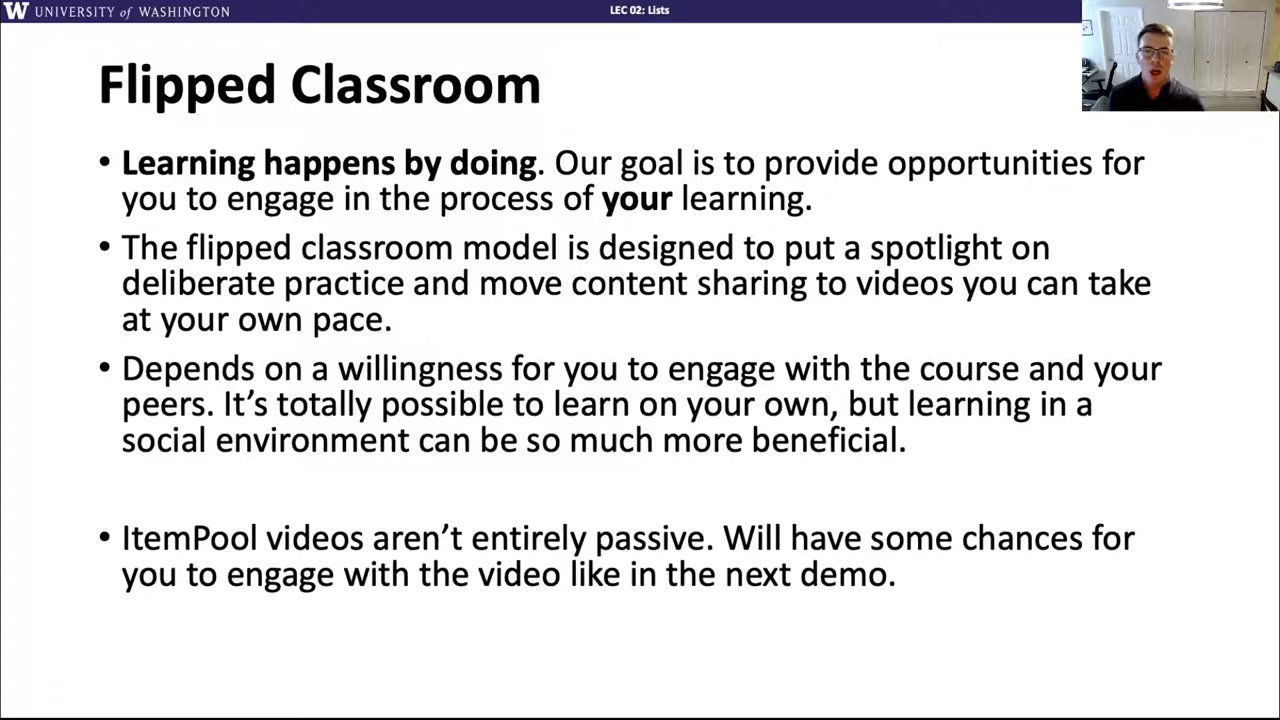 W UNIVERSITY of WASHINGTON
LEC 02: Lists
Flipped Classroom
• Learning happens by doing. Our goal is to provide opportunities for
you to engage in the process of your learning.
• The flipped classroom model is designed to put a spotlight on
deliberate practice and move content sharing to videos you can take
at your own pace.
• Depends on a willingness for you to engage with the course and your
peers. It’s totally possible to learn on your own, but learning in a
social environment can be so much more beneficial.
• ItemPool videos aren’t entirely passive. Will have some chances for
you to engage with the video like in the next demo.